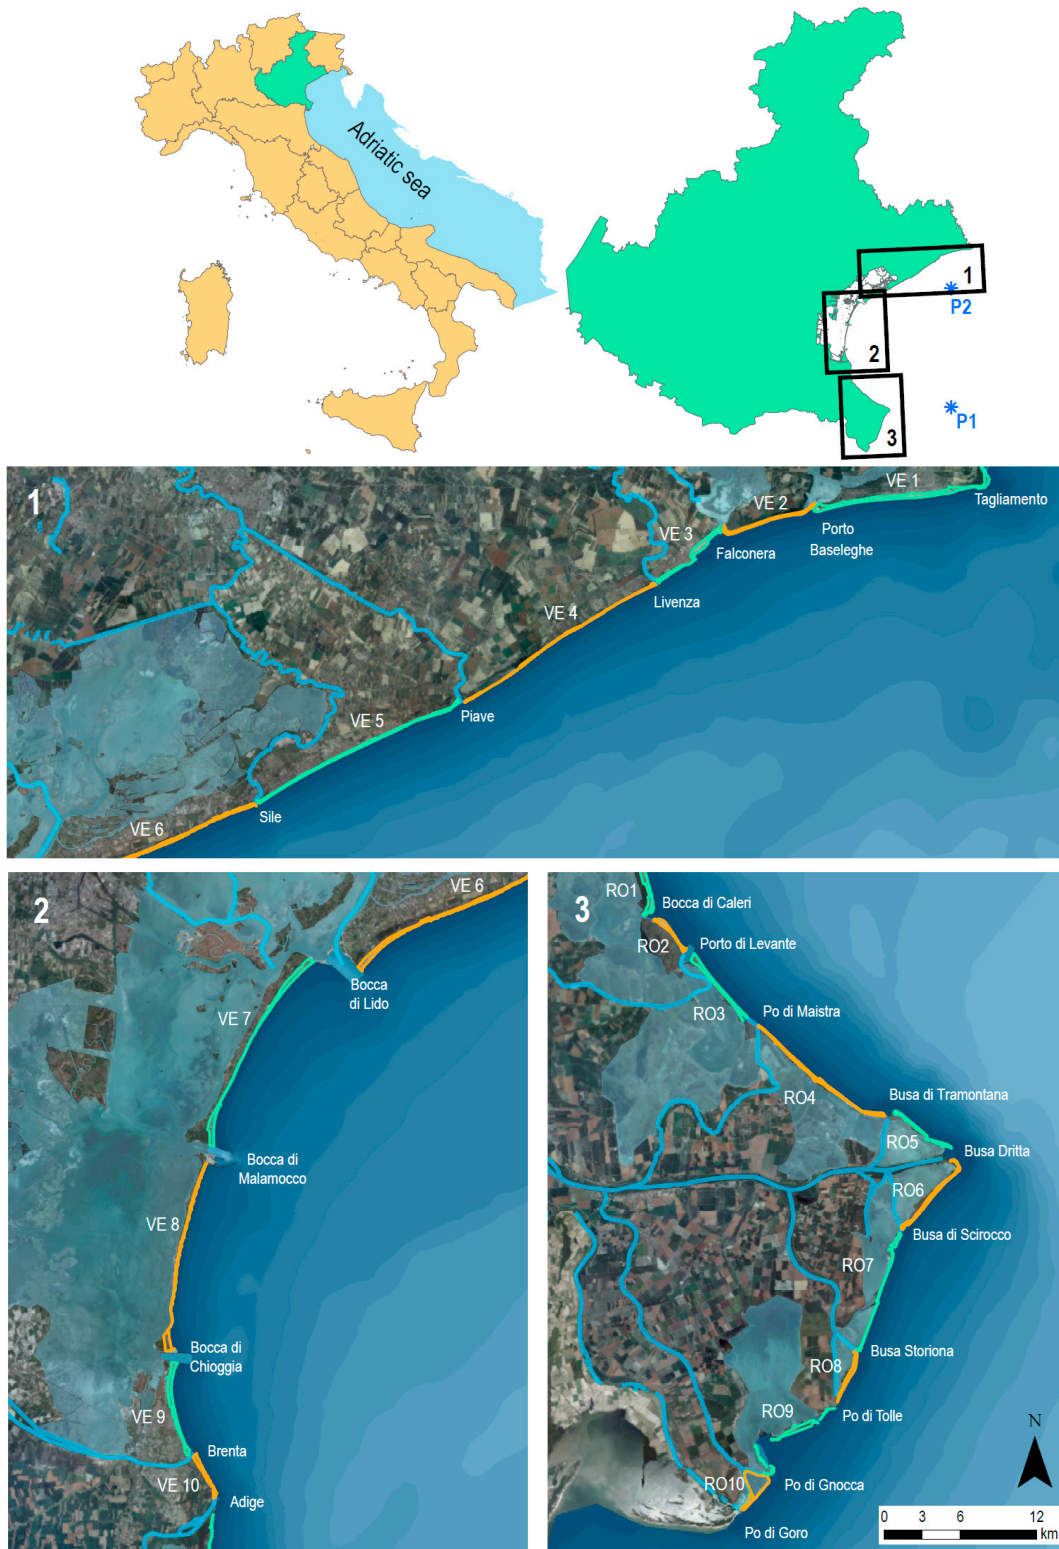 Adriatic sea
1
P2
2
P1
3
1
VE 1
VE 2
Tagliamento
VE 3
Porto
Baseleghe
Falconera
Livenza
VE 4
VE 5
Piave
Sile
VE 6
2
VE 6
Bocca
di Lido
VE 7
Bocca di
Malamocco
VE 8
Bocca di
Chioggia
VE 9
Brenta
VE 10
Adige
3
RO1
Bocca di Caleri
RO2
Porto di Levante
RO3
Po di Maistra
RO4
Busa di Tramontana
RO5
Busa Dritta
RO6
Busa di Scirocco
RO7
Busa Storiona
RO8
RO9
Po di Tolle
RO10
Po di Gnocca
Po di Goro
N
0 3 6 12
km